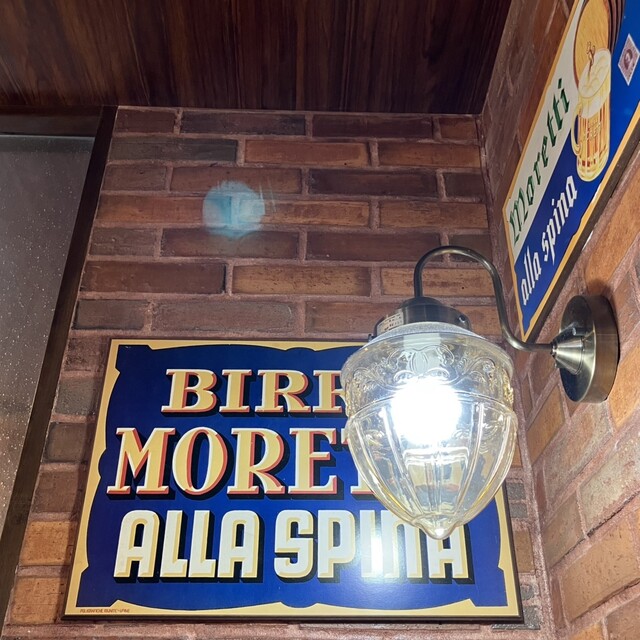 BIRR
MORET
ALLA SPINA
Moretti
alla spina